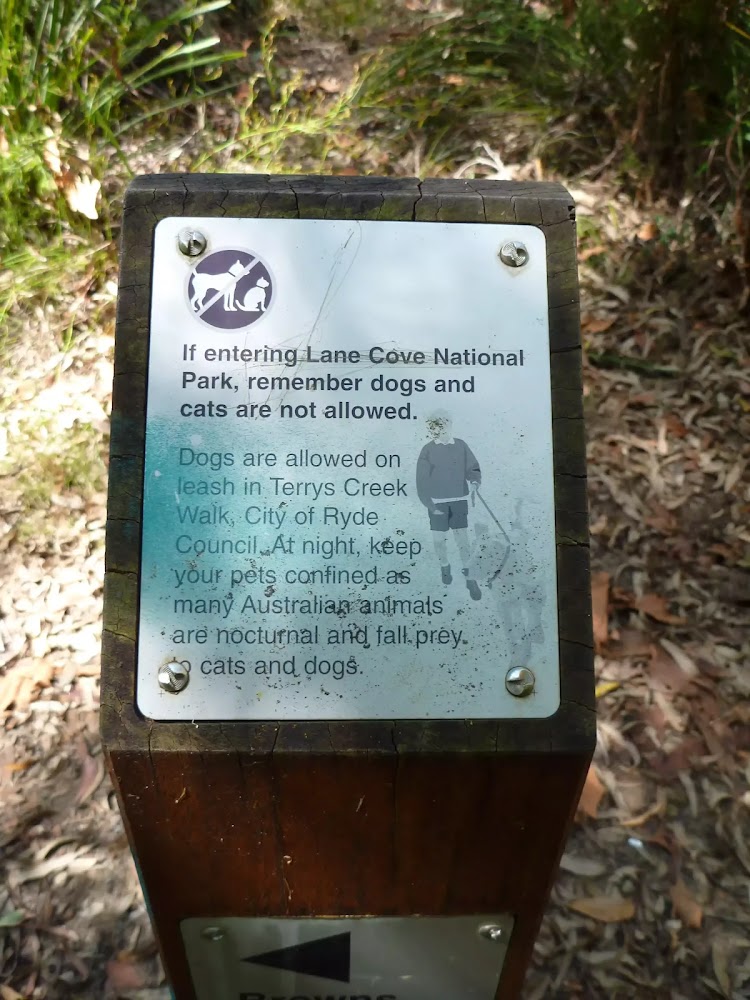 If entering Lane Cove National
Park, remember dogs and
cats are not allowed.
Dogs are allowed on
leash in Terrys Creek
Walk, City of Ryde
Council. At night, keep
your pets confined as
many Australian animals
are nocturnal and fall prey
to cats and dogs.
Browns